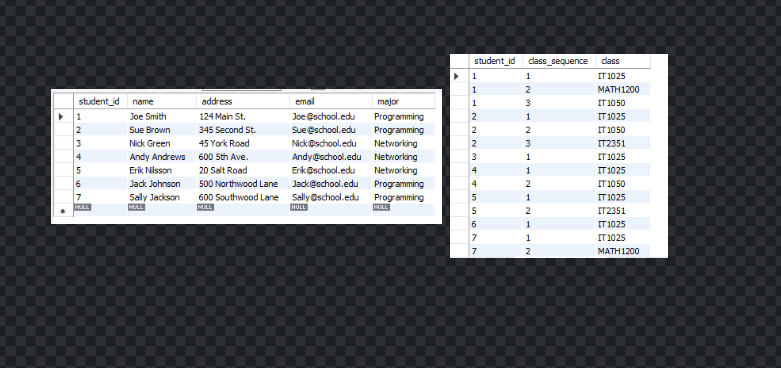 student_id name address email major
1 Joe Smith 124 Main St. Joe@school.edu Programming
2 Sue Brown 345 Second St. Sue@school.edu Programming
3 Nick Green 45 York Road Nick@school.edu Networking
4 Andy Andrews 600 5th Ave. Andy@school.edu Networking
5 Erik Nilsson 20 Salt Road Erik@school.edu Networking
6 Jack Johnson 500 Northwood Lane Jack@school.edu Programming
7 Sally Jackson 600 Southwood Lane Sally@school.edu Programming
NULL NULL NULL NULL NULL
student_id class_sequence class
1 1 IT1025
1 2 MATH1200
1 3 IT1050
2 1 IT1025
2 2 IT1050
2 3 IT2351
3 1 IT1025
4 1 IT1025
4 2 IT1050
5 1 IT1025
5 2 IT2351
6 1 IT1025
7 1 IT1025
7 2 MATH1200